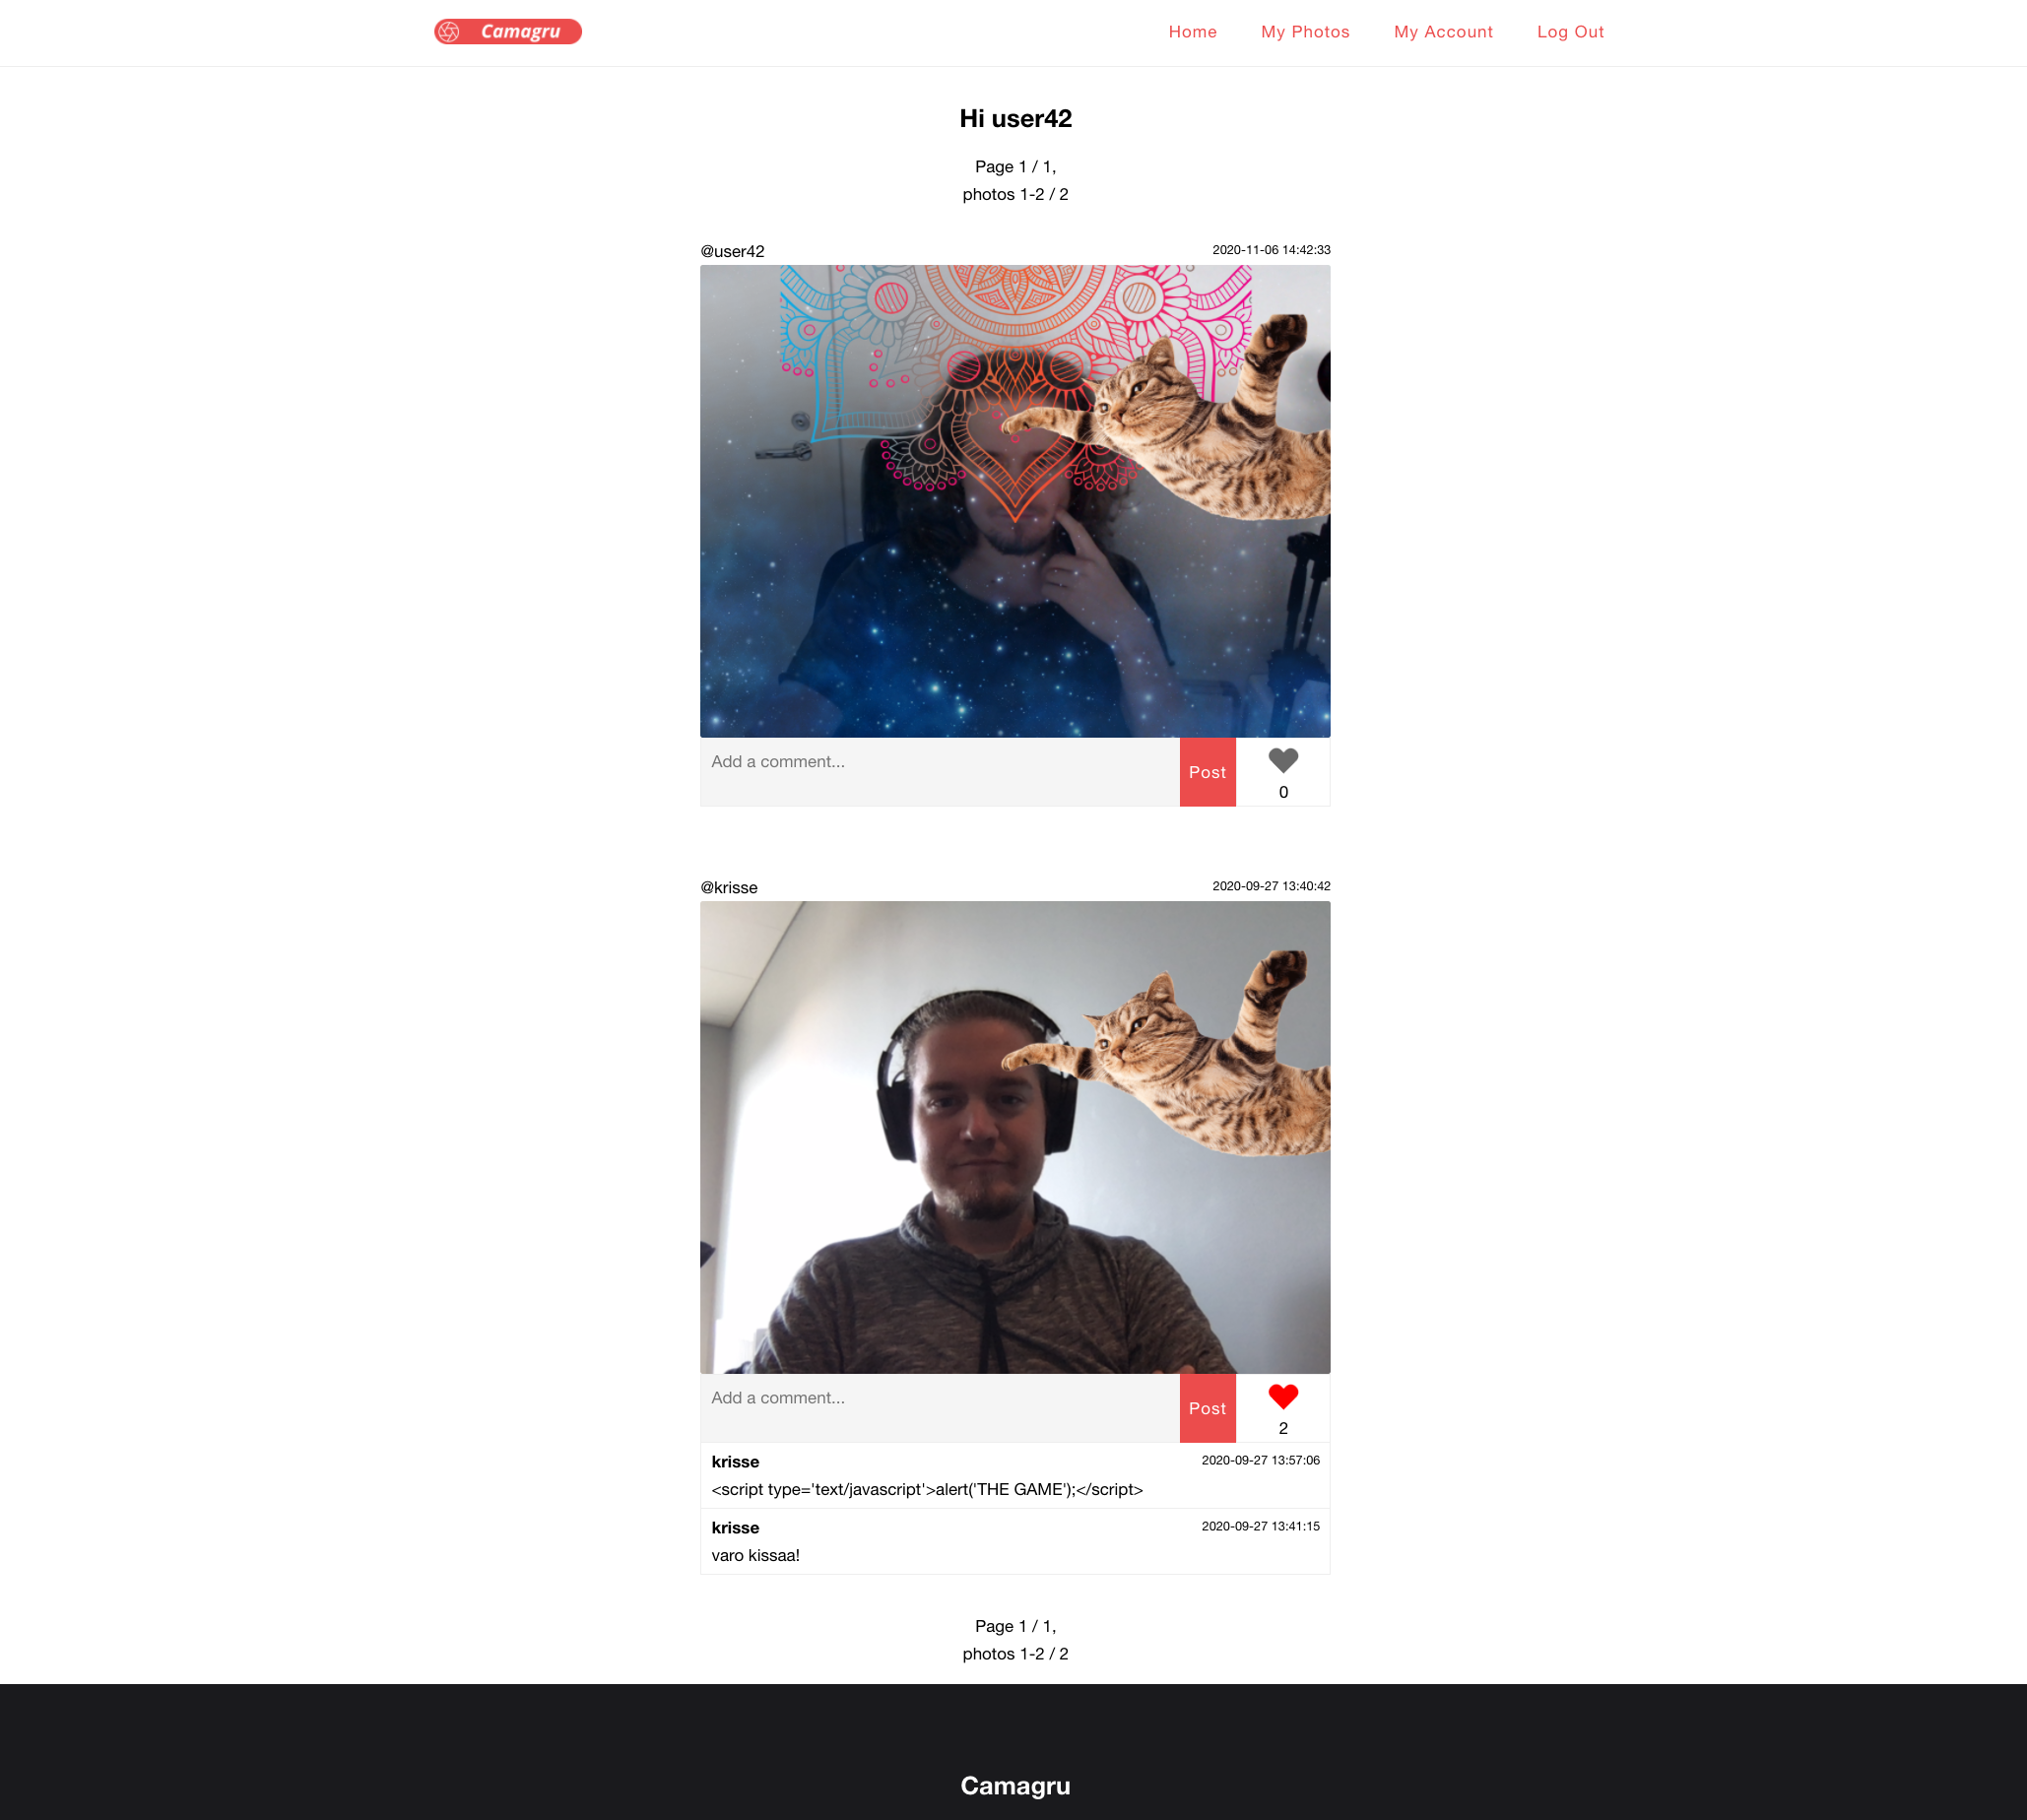 Camagru
Home My Photos My Account Log Out
Hi user42
Page 1 / 1,
photos 1-2 / 2
@user42 2020-11-06 14:42:33
Add a comment... Post 0
@krisse 2020-09-27 13:40:42
Add a comment... Post 2
krisse 2020-09-27 13:57:06
<script type='text/javascript'>alert('THE GAME');</script>
krisse 2020-09-27 13:41:15
varo kissaa!
Page 1 / 1,
photos 1-2 / 2
Camagru